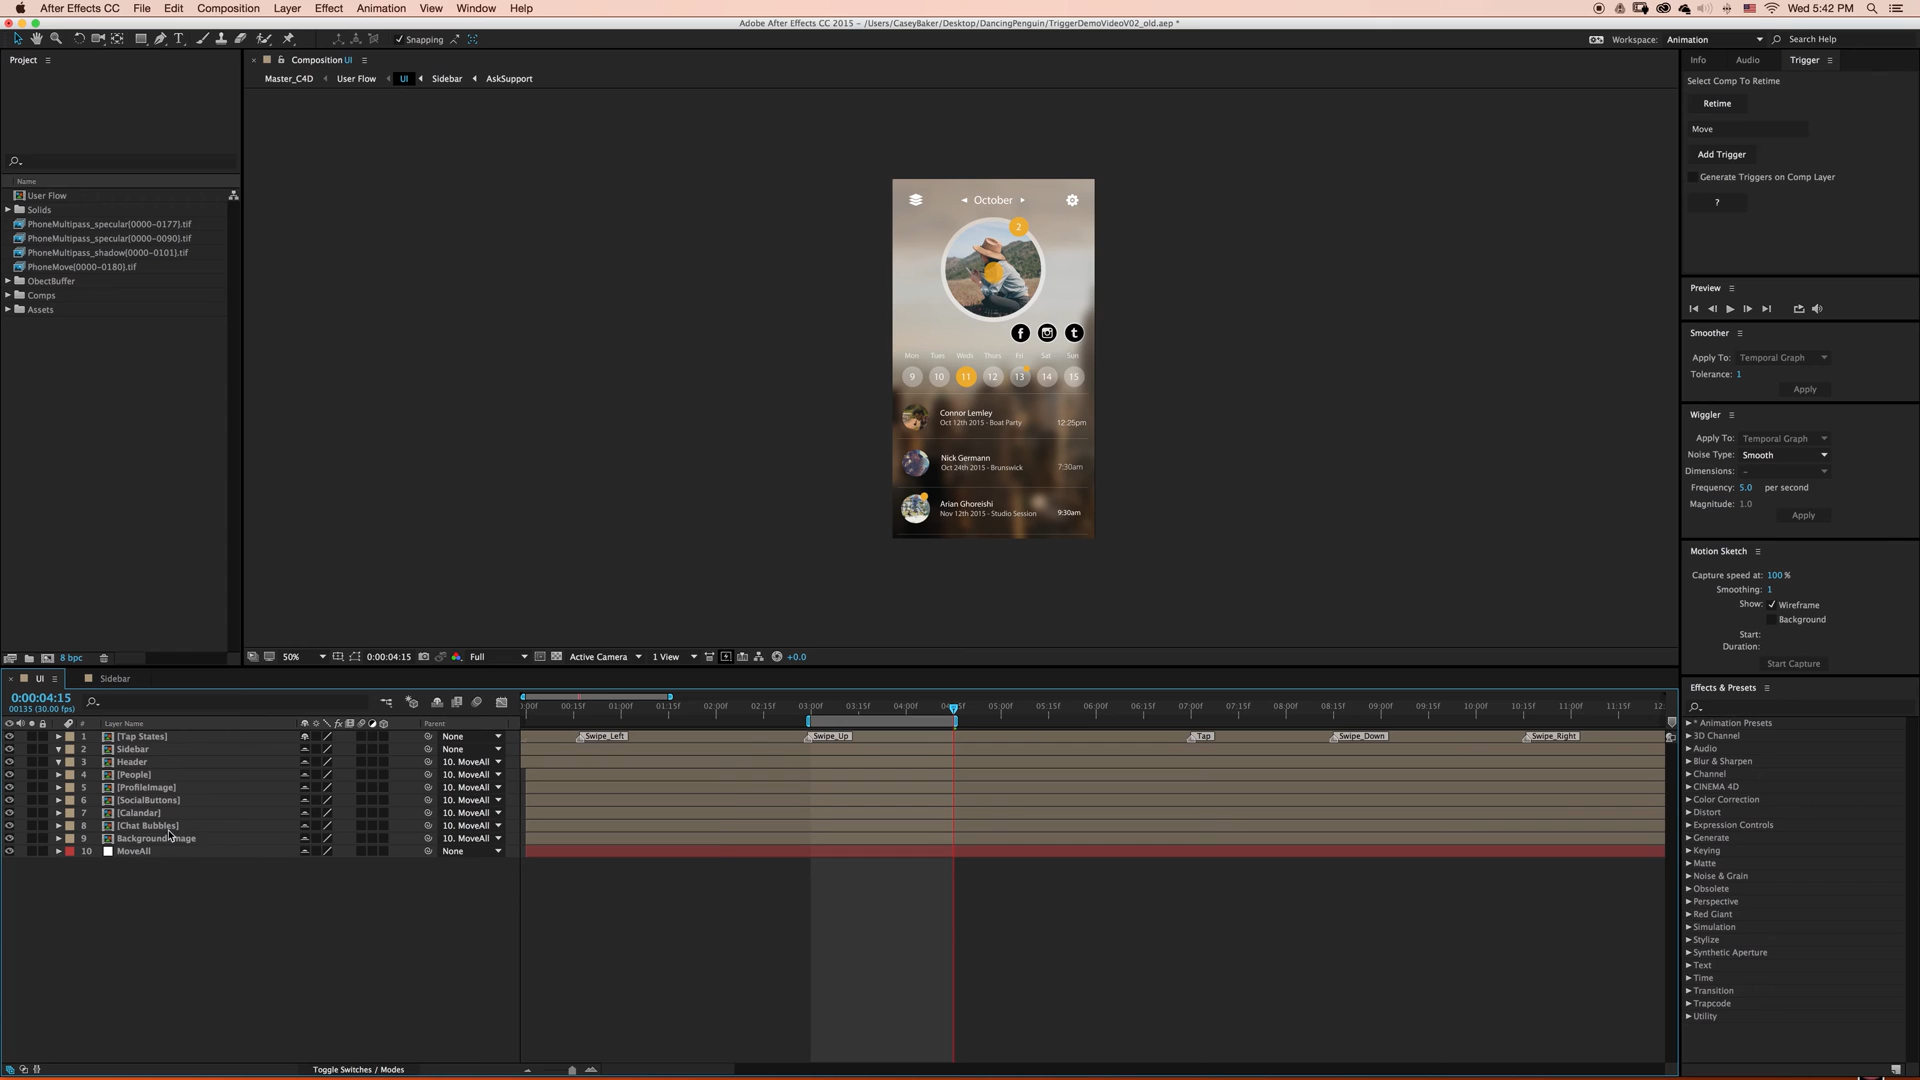 After Effects CC File Edit Composition Layer Effect Animation View Window Help Wed 5:42 PM
Adobe After Effects CC 2015 - /Users/CaseyBaker/Desktop/DancingPenguin/TriggerDemoVideoV02_old.aep *
Snapping Workspace: Animation Search Help
Project
Composition UI
Info Audio Trigger
Master_C4D User Flow UI Sidebar AskSupport
Select Comp To Retime
Retime
Move
Add Trigger
Generate Triggers on Comp Layer
?
Name
User Flow
Solids
PhoneMultipass_specular{0000-0177}.tif
PhoneMultipass_specular{0000-0090}.tif
PhoneMultipass_shadow{0000-0101}.tif
PhoneMove{0000-0180}.tif
ObectBuffer
Comps
Assets
8 bpc
October
2
Mon Tues Weds Thurs Fri Sat Sun
9 10 11 12 13 14 15
Connor Lemley
Oct 12th 2015 - Boat Party 12:25pm
Nick Germann
Oct 24th 2015 - Brunswick 7:30am
Arian Ghoreishi
Nov 12th 2015 - Studio Session 9:30am
50% 0:00:04:15 Full Active Camera 1 View +0.0
Preview
Smoother
Apply To: Temporal Graph
Tolerance: 1
Apply
Wiggler
Apply To: Temporal Graph
Noise Type: Smooth
Dimensions: -
Frequency: 5.0 per second
Magnitude: 1.0
Apply
Motion Sketch
Capture speed at: 100 %
Smoothing: 1
Show: Wireframe
Background
Start:
Duration:
Start Capture
Effects & Presets
* Animation Presets
3D Channel
Audio
Blur & Sharpen
Channel
CINEMA 4D
Color Correction
Distort
Expression Controls
Generate
Keying
Matte
Noise & Grain
Obsolete
Perspective
Red Giant
Simulation
Stylize
Synthetic Aperture
Text
Time
Transition
Trapcode
Utility
UI Sidebar
0:00:04:15
00135 (30.00 fps)
:00f 00:15f 01:00f 01:15f 02:00f 02:15f 03:00f 03:15f 04:00f 05:00f 05:15f 06:00f 06:15f 07:00f 07:15f 08:00f 08:15f 09:00f 09:15f 10:00f 10:15f 11:00f 11:15f 12:
# Layer Name fx Parent
1 [Tap States] None Swipe_Left Swipe_Up Tap Swipe_Down Swipe_Right
2 Sidebar None
3 Header 10. MoveAll
4 [People] 10. MoveAll
5 [ProfileImage] 10. MoveAll
6 [SocialButtons] 10. MoveAll
7 [Calandar] 10. MoveAll
8 [Chat Bubbles] 10. MoveAll
9 10. MoveAll
10 MoveAll None
Toggle Switches / Modes